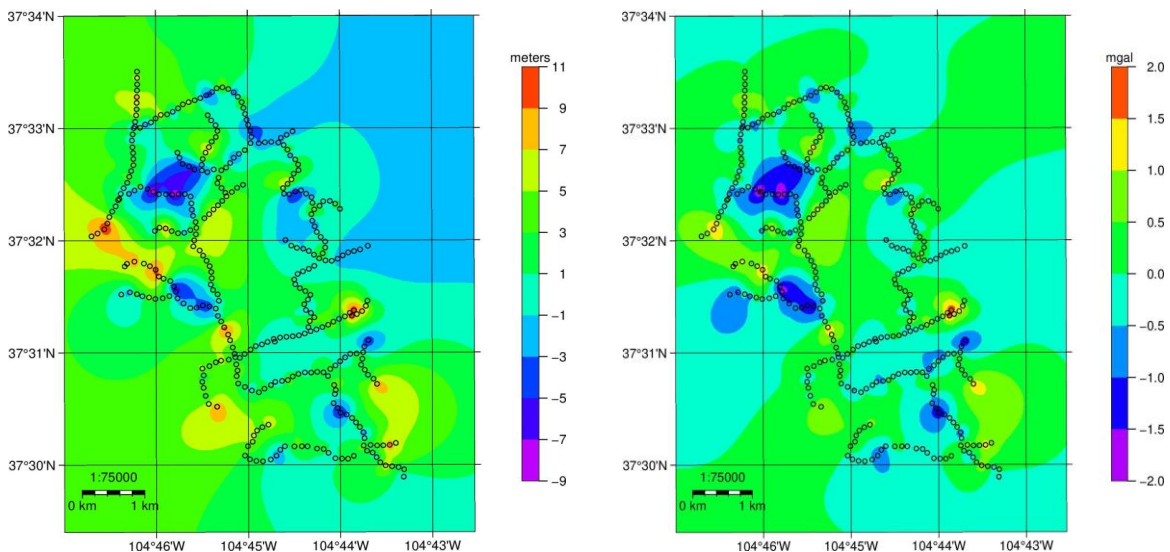 37°34'N
37°33'N
37°32'N
37°31'N
37°30'N
1:75000
0 km 1 km
104°46'W 104°45'W 104°44'W 104°43'W
meters
11
9
7
5
3
1
−1
−3
−5
−7
−9
37°34'N
37°33'N
37°32'N
37°31'N
37°30'N
1:75000
0 km 1 km
104°46'W 104°45'W 104°44'W 104°43'W
mgal
2.0
1.5
1.0
0.5
0.0
−0.5
−1.0
−1.5
−2.0